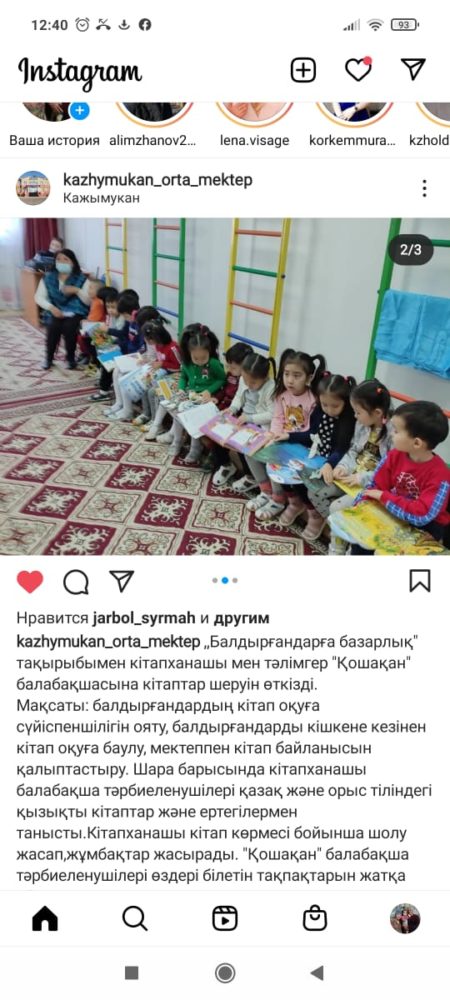 12:40
93
Instagram
Ваша история alimzhanov2... lena.visage korkemmura... kzhold
kazhymukan_orta_mektep
Кажымукан
2/3
Нравится jarbol_syrmah и другим
kazhymukan_orta_mektep ,,Балдырғандарға базарлық"
тақырыбымен кітапханашы мен тәлімгер "Қошақан"
балабақшасына кітаптар шеруін өткізді.
Мақсаты: балдырғандардың кітап оқуға
сүйіспеншілігін ояту, балдырғандарды кішкене кезінен
кітап оқуға баулу, мектеппен кітап байланысын
қалыптастыру. Шара барысында кітапханашы
балабақша тәрбиеленушілері қазақ және орыс тіліндегі
қызықты кітаптар және ертегілермен
танысты.Кітапханашы кітап көрмесі бойынша шолу
жасап,жұмбақтар жасырады. "Қошақан" балабақша
тәрбиеленушілері өздері білетін тақпақтарын жатқа